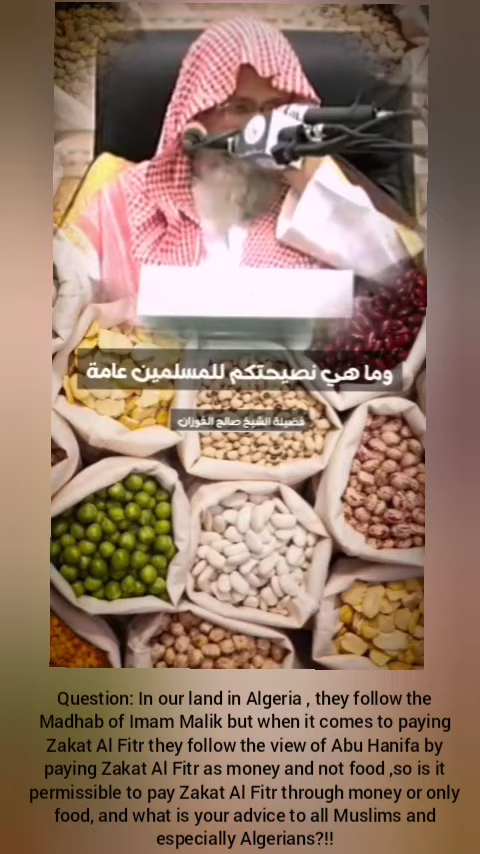 وما هي نصيحتكم للمسلمين عامة
فضيلة الشيخ صالح الفوزان
Question: In our land in Algeria , they follow the
Madhab of Imam Malik but when it comes to paying
Zakat Al Fitr they follow the view of Abu Hanifa by
paying Zakat Al Fitr as money and not food ,so is it
permissible to pay Zakat Al Fitr through money or only
food, and what is your advice to all Muslims and
especially Algerians?!!